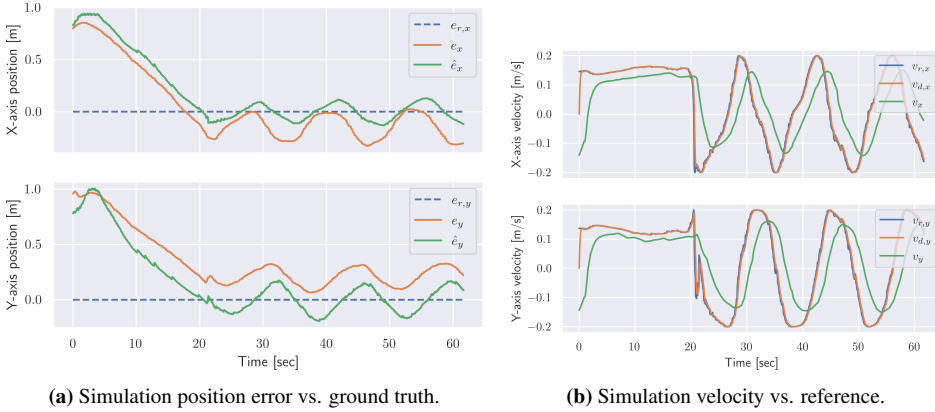 X-axis position [m]
1.0
0.5
0.0
e_{r,x}
e_x
ê_x
Y-axis position [m]
1.0
0.5
0.0
e_{r,y}
e_y
ê_y
0 10 20 30 40 50 60
Time [sec]
(a) Simulation position error vs. ground truth.
X-axis velocity [m/s]
0.2
0.1
0.0
−0.1
−0.2
v_{r,x}
v_{d,x}
v_x
Y-axis velocity [m/s]
0.2
0.1
0.0
−0.1
−0.2
v_{r,y}
v_{d,y}
v_y
0 10 20 30 40 50 60
Time [sec]
(b) Simulation velocity vs. reference.